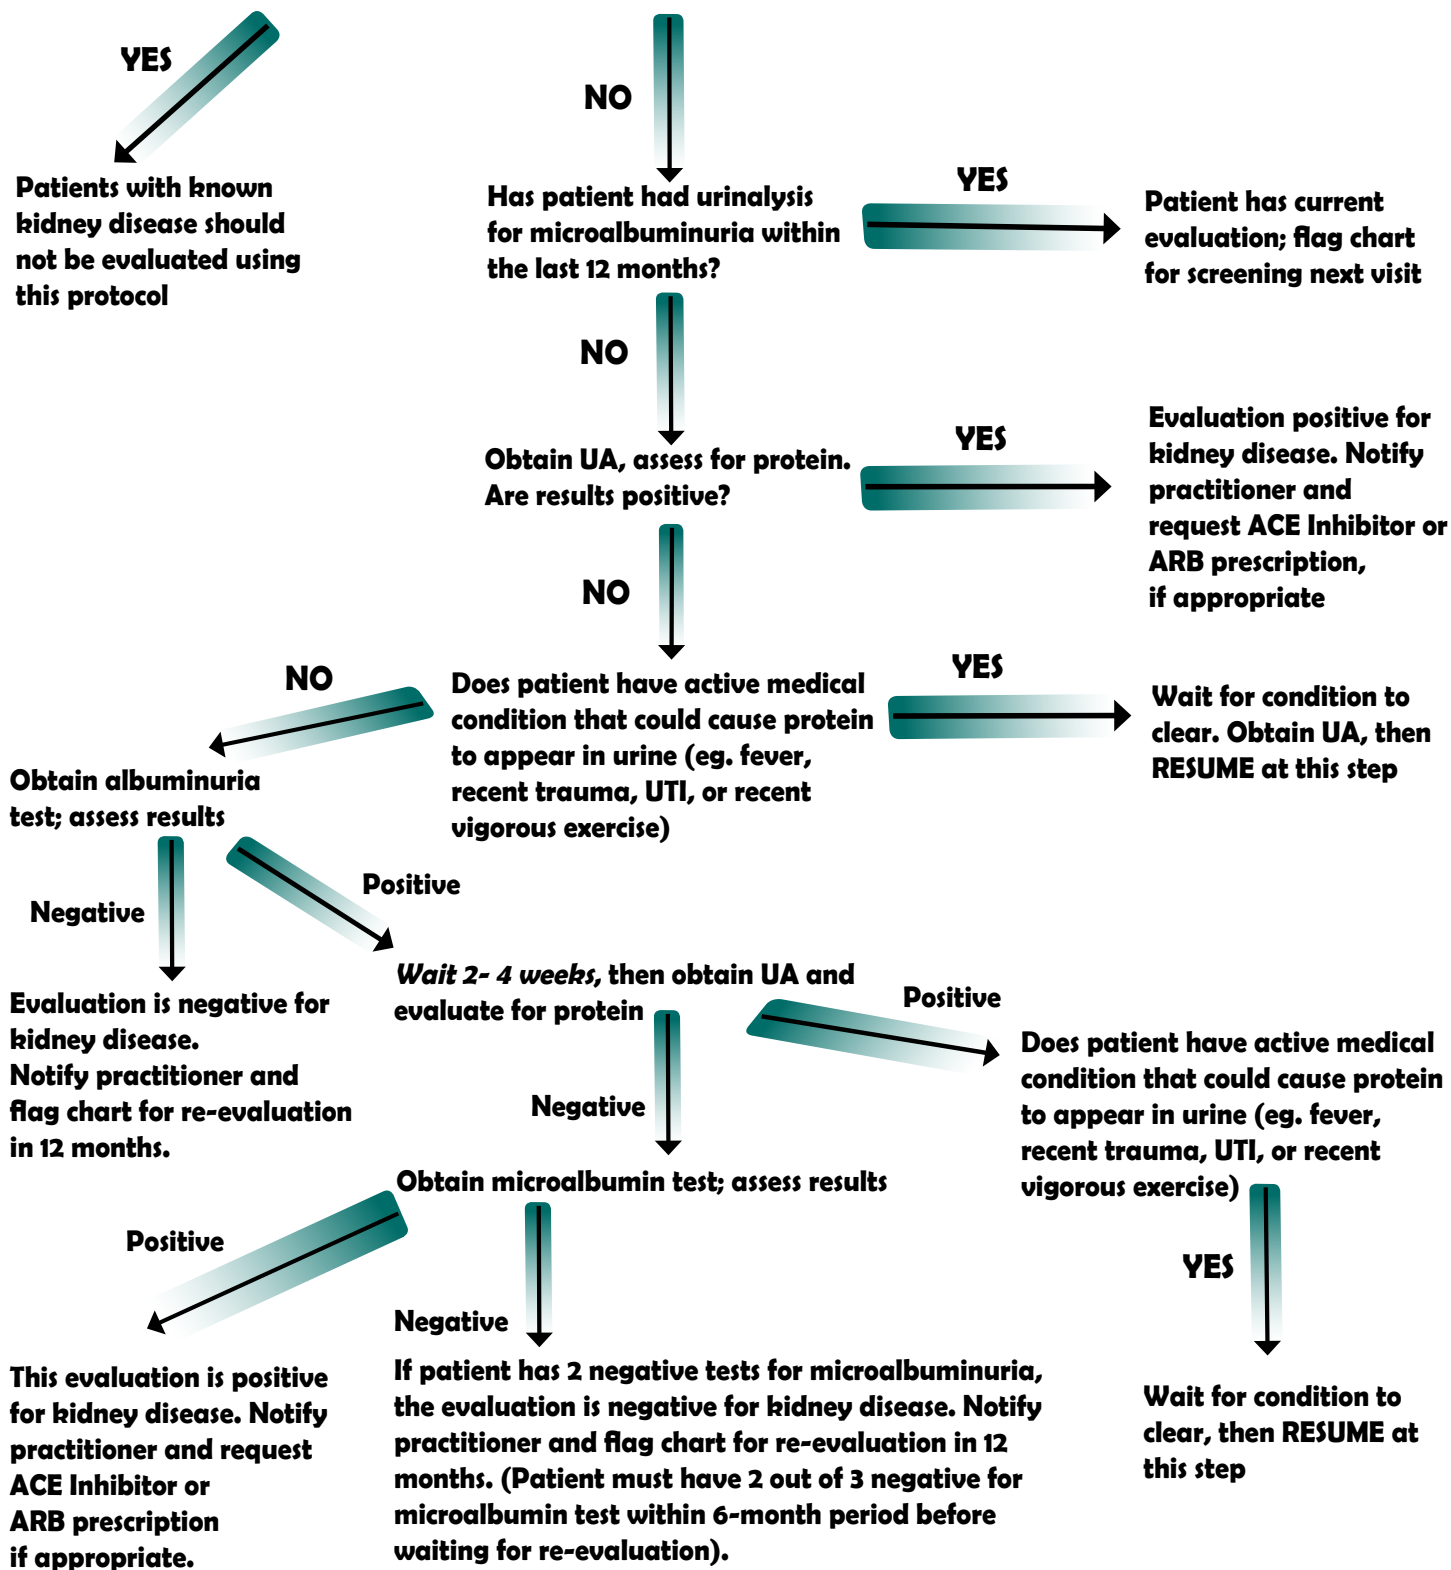 YES
NO
Patients with known
kidney disease should
not be evaluated using
this protocol
Has patient had urinalysis
for microalbuminuria within
the last 12 months?
YES
Patient has current
evaluation; flag chart
for screening next visit
NO
Obtain UA, assess for protein.
Are results positive?
YES
Evaluation positive for
kidney disease. Notify
practitioner and
request ACE Inhibitor or
ARB prescription,
if appropriate
NO
NO
Does patient have active medical
condition that could cause protein
to appear in urine (eg. fever,
recent trauma, UTI, or recent
vigorous exercise)
YES
Wait for condition to
clear. Obtain UA, then
RESUME at this step
Obtain albuminuria
test; assess results
Negative
Positive
Evaluation is negative for
kidney disease.
Notify practitioner and
flag chart for re-evaluation
in 12 months.
Wait 2- 4 weeks, then obtain UA and
evaluate for protein
Positive
Negative
Does patient have active medical
condition that could cause protein
to appear in urine (eg. fever,
recent trauma, UTI, or recent
vigorous exercise)
Obtain microalbumin test; assess results
Positive
Negative
YES
This evaluation is positive
for kidney disease. Notify
practitioner and request
ACE Inhibitor or
ARB prescription
if appropriate.
If patient has 2 negative tests for microalbuminuria,
the evaluation is negative for kidney disease. Notify
practitioner and flag chart for re-evaluation in 12
months. (Patient must have 2 out of 3 negative for
microalbumin test within 6-month period before
waiting for re-evaluation).
Wait for condition to
clear, then RESUME at
this step